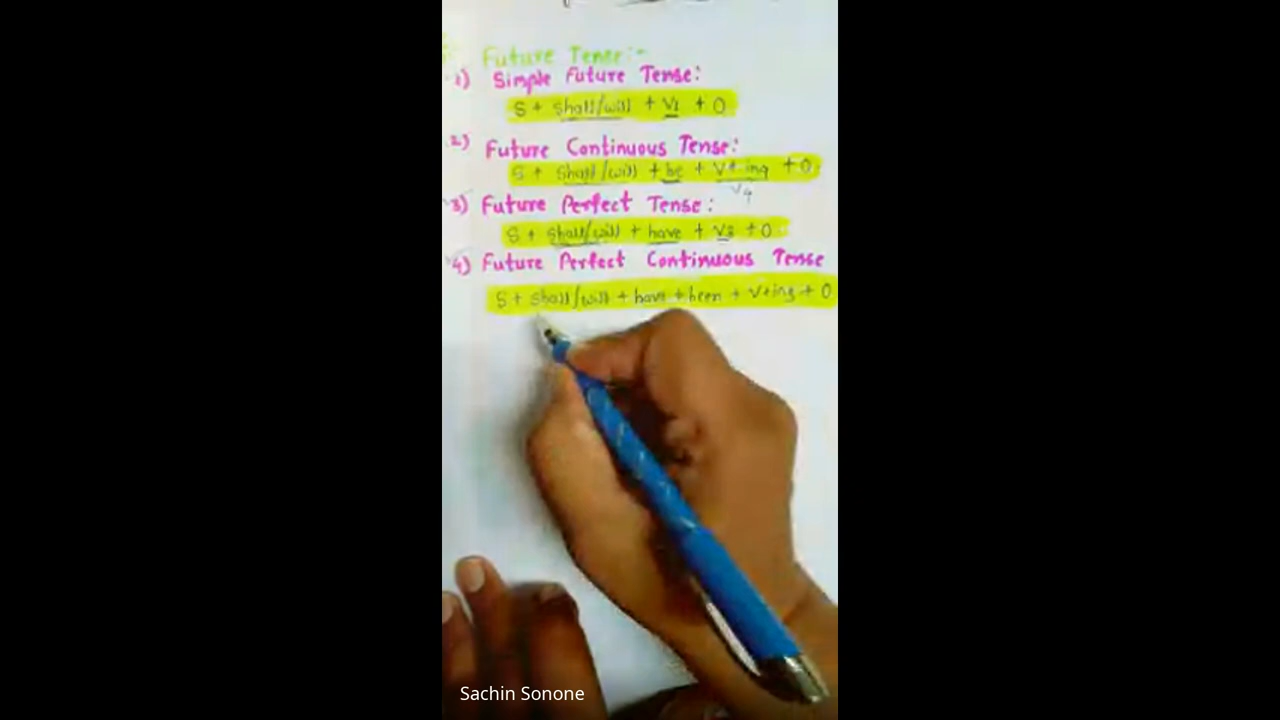 Future Tense:-
1) Simple Future Tense:
S + Shall/will + V1 + O
2) Future Continuous Tense:
S + Shall/will + be + V+ing + O
V4
3) Future Perfect Tense:
S + Shall/will + have + V3 + O
4) Future Perfect Continuous Tense
S + Shall/will + have + been + V+ing + O
Sachin Sonone